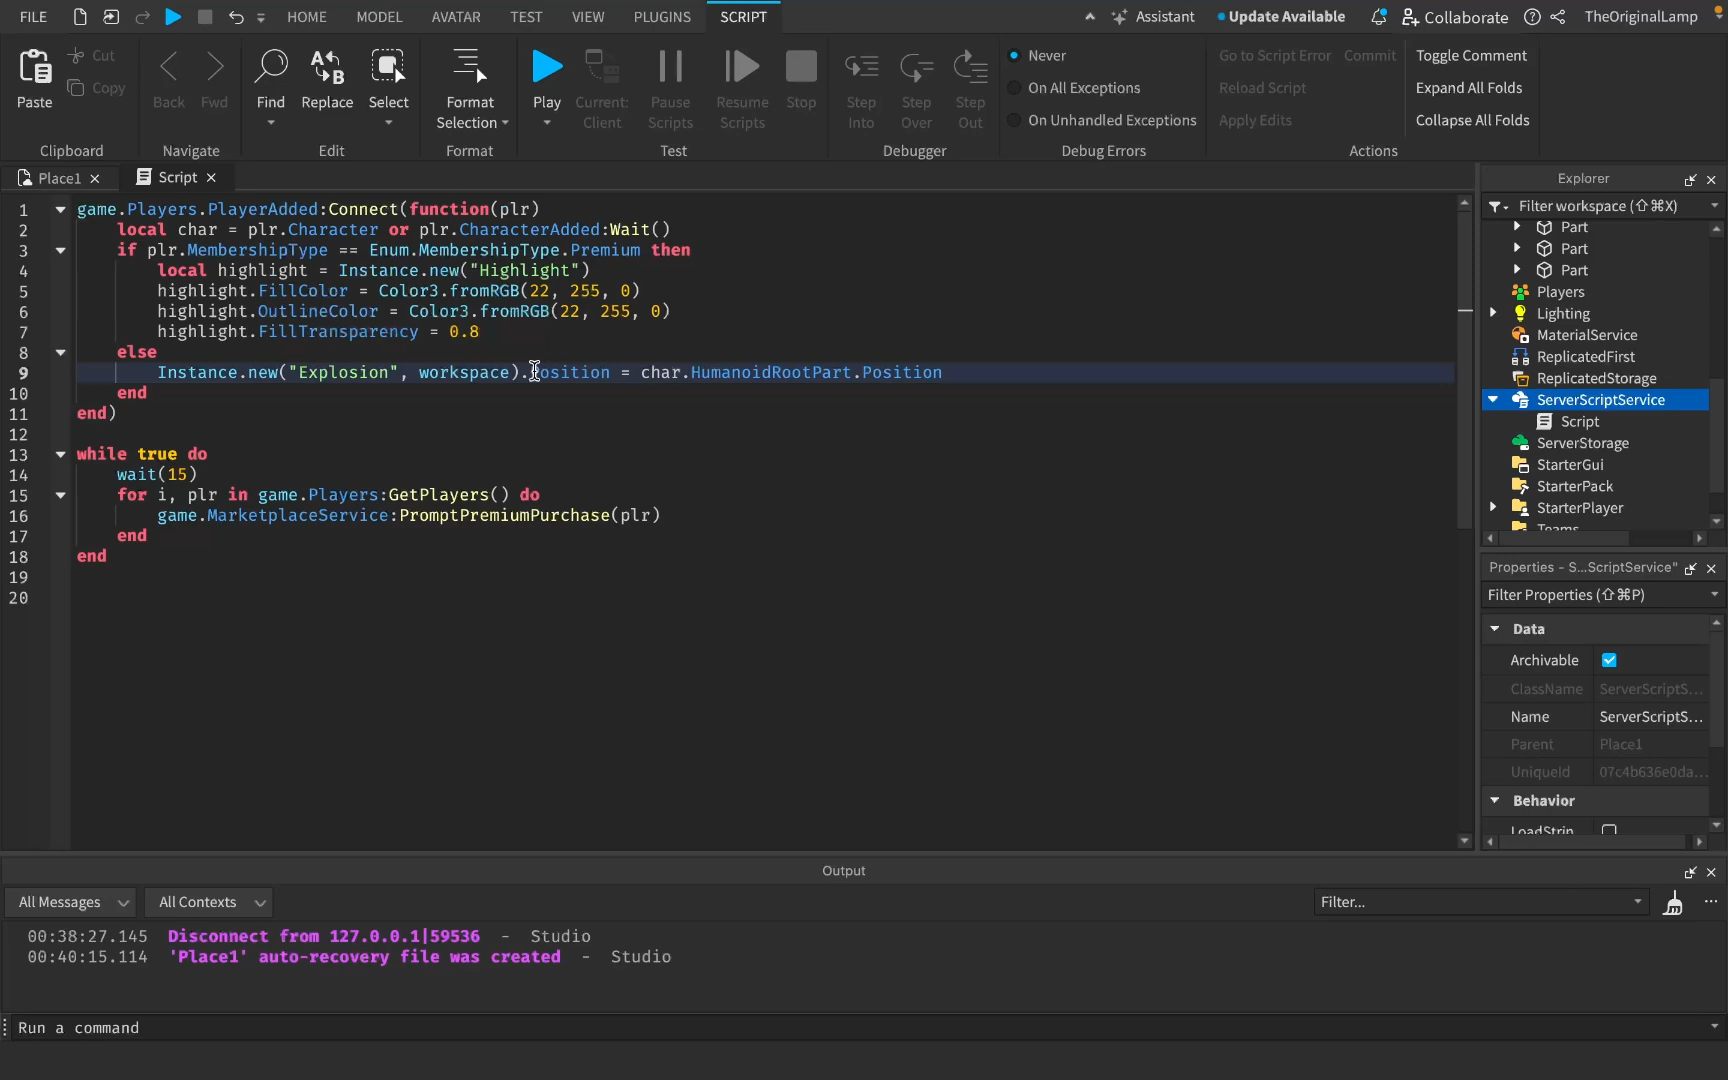 FILE HOME MODEL AVATAR TEST VIEW PLUGINS SCRIPT Assistant Update Available Collaborate TheOriginalLamp
Paste Cut Copy
Clipboard
Back Fwd
Navigate
Find Replace Select
Edit
Format Selection
Format
Play Current: Client Pause Scripts Resume Scripts Stop
Test
Step Into Step Over Step Out
Debugger
Never
On All Exceptions
On Unhandled Exceptions
Debug Errors
Go to Script Error Commit
Reload Script
Apply Edits
Toggle Comment
Expand All Folds
Collapse All Folds
Actions
Place1 Script
1 game.Players.PlayerAdded:Connect(function(plr)
2 local char = plr.Character or plr.CharacterAdded:Wait()
3 if plr.MembershipType == Enum.MembershipType.Premium then
4 local highlight = Instance.new("Highlight")
5 highlight.FillColor = Color3.fromRGB(22, 255, 0)
6 highlight.OutlineColor = Color3.fromRGB(22, 255, 0)
7 highlight.FillTransparency = 0.8
8 else
9 Instance.new("Explosion", workspace).Position = char.HumanoidRootPart.Position
10 end
11 end)
12
13 while true do
14 wait(15)
15 for i, plr in game.Players:GetPlayers() do
16 game.MarketplaceService:PromptPremiumPurchase(plr)
17 end
18 end
19
20
Explorer
Filter workspace (⇧⌘X)
Part
Part
Part
Players
Lighting
MaterialService
ReplicatedFirst
ReplicatedStorage
ServerScriptService
Script
ServerStorage
StarterGui
StarterPack
StarterPlayer
Teams
Properties - S...ScriptService"
Filter Properties (⇧⌘P)
Data
Archivable
ClassName ServerScriptS...
Name ServerScriptS...
Parent Place1
UniqueId 07c4b636e0da...
Behavior
LoadStrin
Output
All Messages All Contexts Filter...
00:38:27.145 Disconnect from 127.0.0.1|59536 - Studio
00:40:15.114 'Place1' auto-recovery file was created - Studio
Run a command